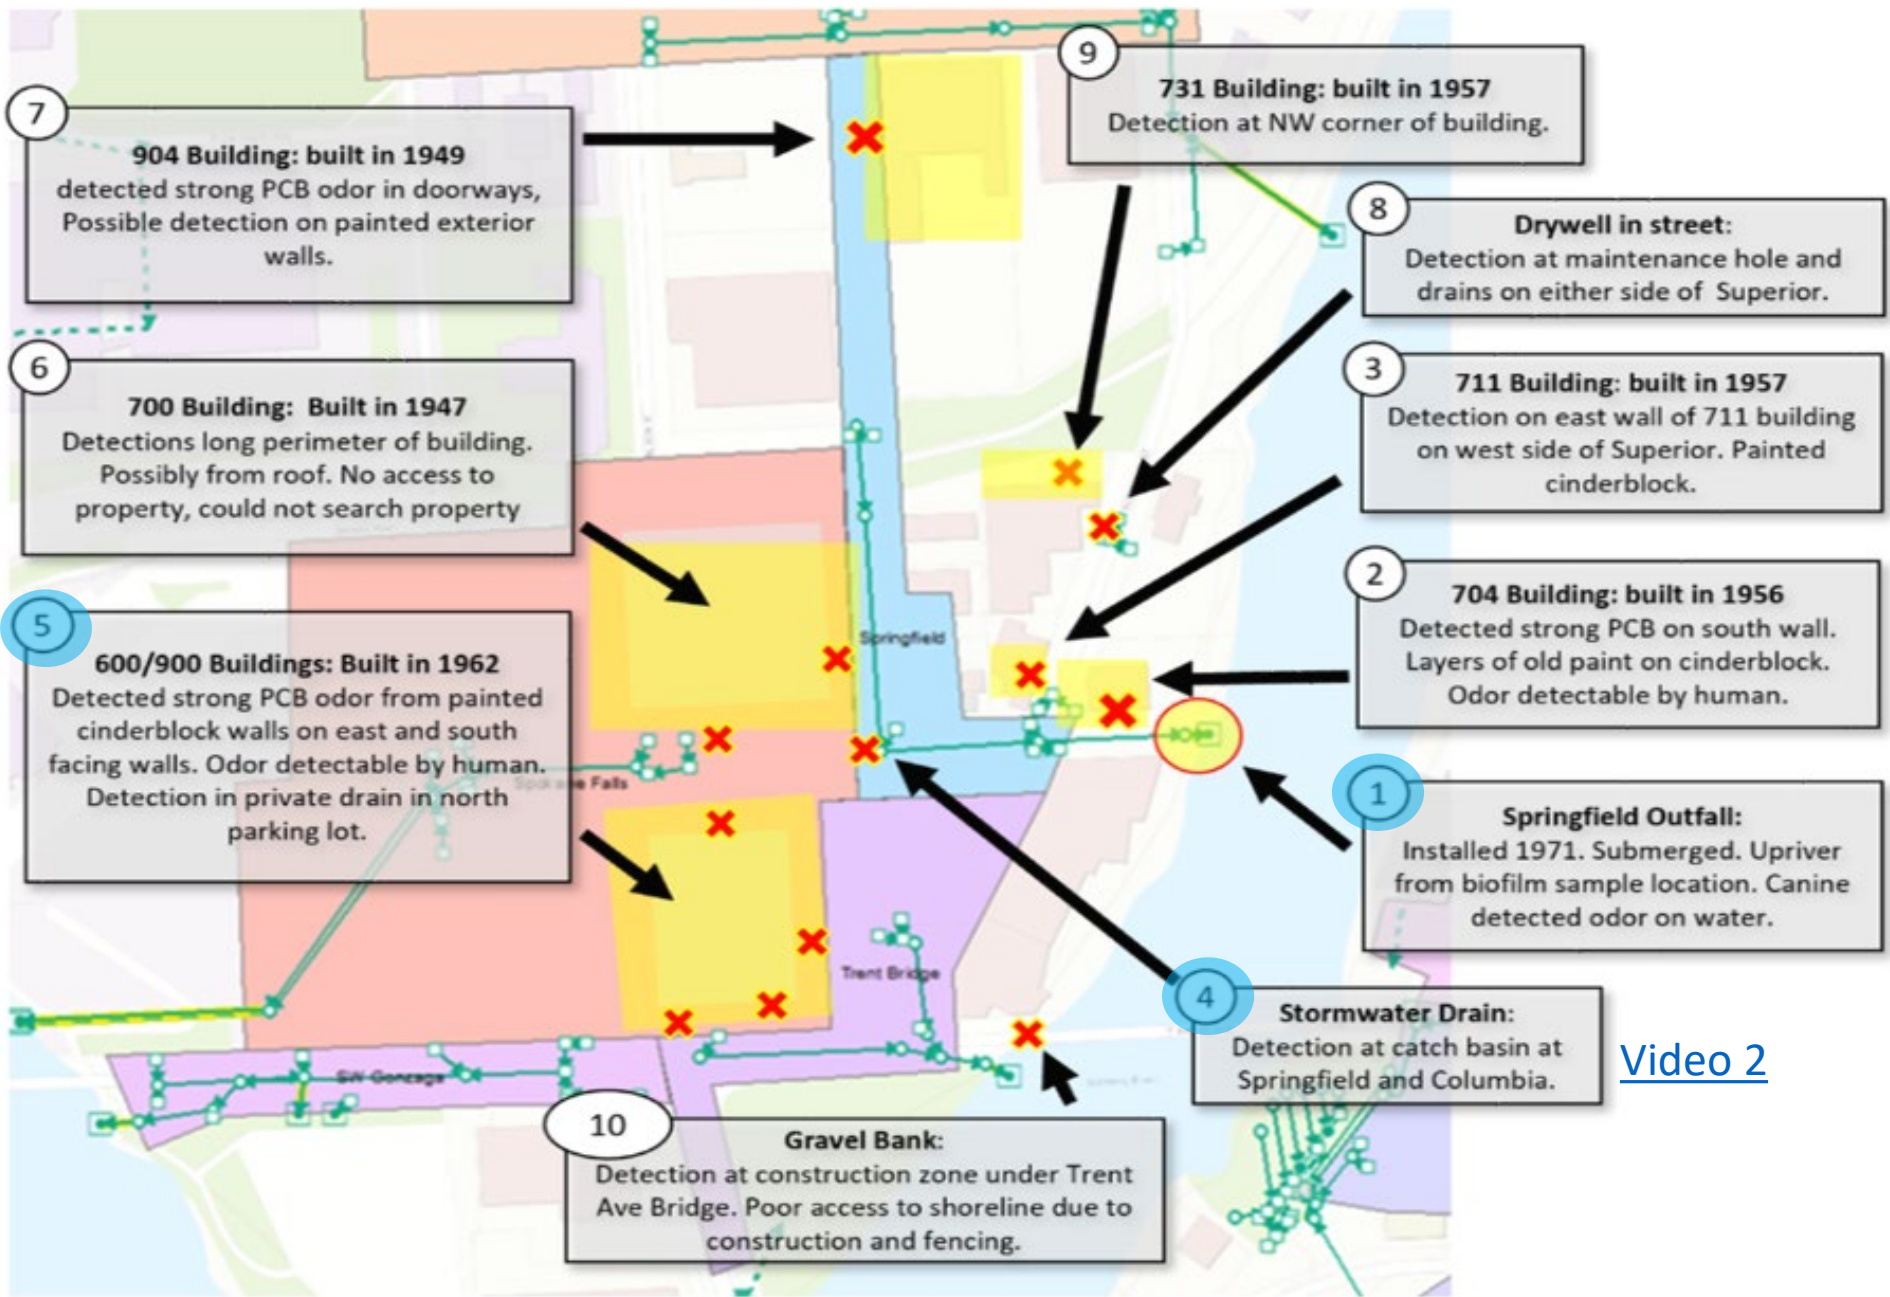 7
904 Building: built in 1949
detected strong PCB odor in doorways,
Possible detection on painted exterior
walls.
9
731 Building: built in 1957
Detection at NW corner of building.
8
Drywell in street:
Detection at maintenance hole and
drains on either side of Superior.
6
700 Building: Built in 1947
Detections long perimeter of building.
Possibly from roof. No access to
property, could not search property
3
711 Building: built in 1957
Detection on east wall of 711 building
on west side of Superior. Painted
cinderblock.
2
704 Building: built in 1956
Detected strong PCB on south wall.
Layers of old paint on cinderblock.
Odor detectable by human.
5
600/900 Buildings: Built in 1962
Detected strong PCB odor from painted
cinderblock walls on east and south
facing walls. Odor detectable by human.
Detection in private drain in north
parking lot.
Springfield
Spokane Falls
1
Springfield Outfall:
Installed 1971. Submerged. Upriver
from biofilm sample location. Canine
detected odor on water.
Trent Bridge
4
Stormwater Drain:
Detection at catch basin at
Springfield and Columbia.
Video 2
SW Gonzaga
10
Gravel Bank:
Detection at construction zone under Trent
Ave Bridge. Poor access to shoreline due to
construction and fencing.